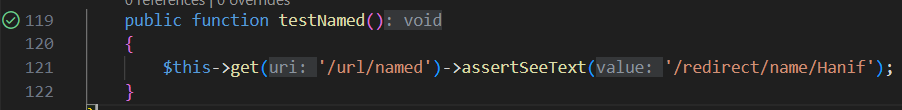 0 references | 0 overrides
119 public function testNamed(): void
120 {
121 $this->get(uri: '/url/named')->assertSeeText(value: '/redirect/name/Hanif');
122 }